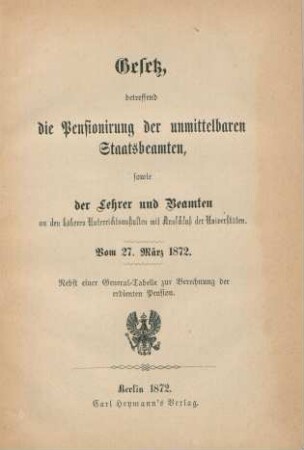 Gesetz,
betreffend
die Pensionirung der unmittelbaren
Staatsbeamten,
sowie
der Lehrer und Beamten
an den höheren Unterrichtsanstalten mit Ausschluß der Universitäten.
Vom 27. März 1872.
Nebst einer General-Tabelle zur Berechnung der
erdienten Pension.
Berlin 1872.
Carl Heymann's Verlag.